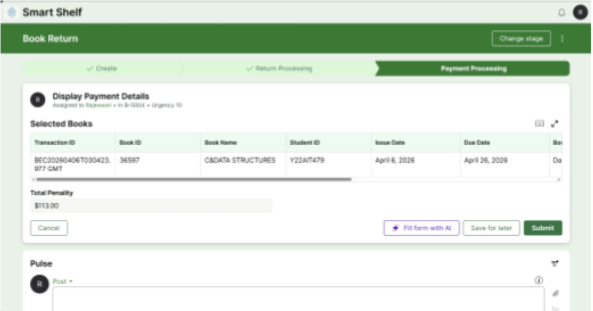 Smart Shelf
R
Book Return
Change stage
Create
Return Processing
Payment Processing
R
Display Payment Details
Assigned to Rajeswari • In B-5004 • Urgency 10
Selected Books
Transaction ID Book ID Book Name Student ID Issue Date Due Date
BEC20260406T030423. 36597 C&DATA STRUCTURES Y22AIT479 April 6, 2026 April 26, 2026 Da
977 GMT
Total Penality
$113.00
Cancel
Fill form with AI
Save for later
Submit
Pulse
R
Post